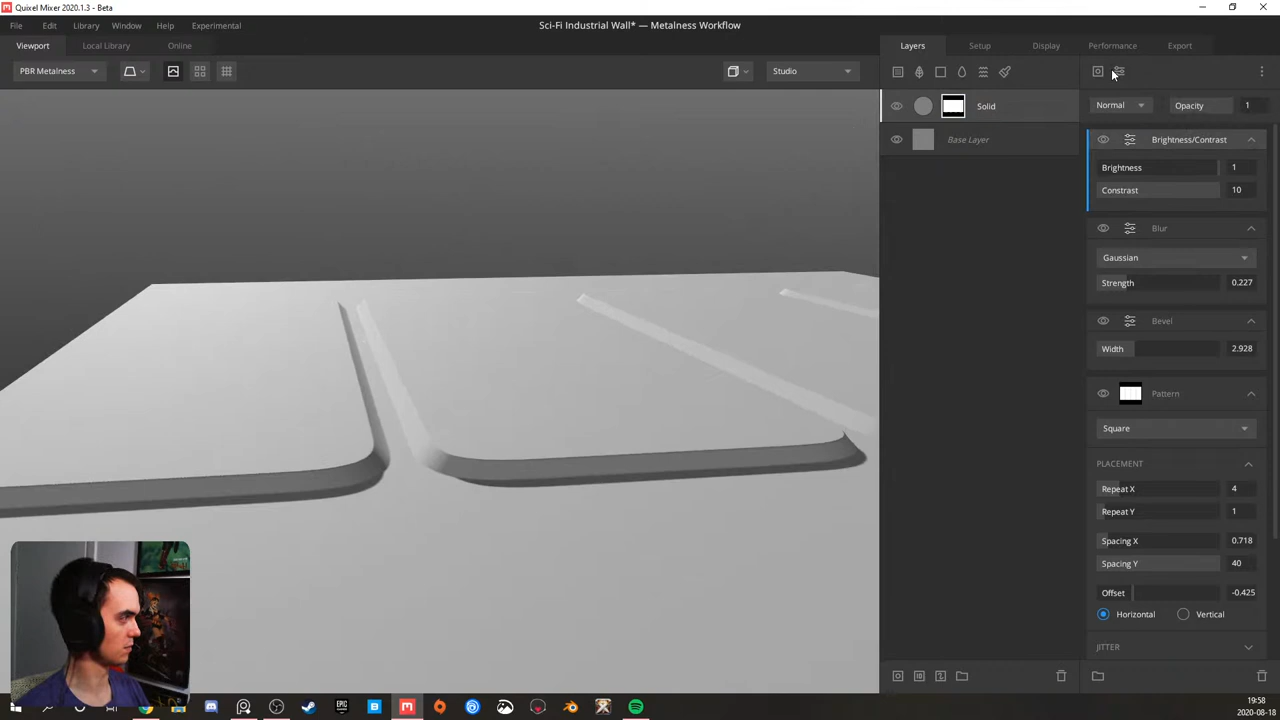 Quixel Mixer 2020.1.3 - Beta
File Edit Library Window Help Experimental
Sci-Fi Industrial Wall* — Metalness Workflow
Viewport Local Library Online
Layers Setup Display Performance Export
PBR Metalness
Studio
Solid
Base Layer
Normal Opacity 1
Brightness/Contrast
Brightness 1
Constrast 10
Blur
Gaussian
Strength 0.227
Bevel
Width 2.928
Pattern
Square
PLACEMENT
Repeat X 4
Repeat Y 1
Spacing X 0.718
Spacing Y 40
Offset -0.425
Horizontal Vertical
JITTER
19:58
2020-08-18